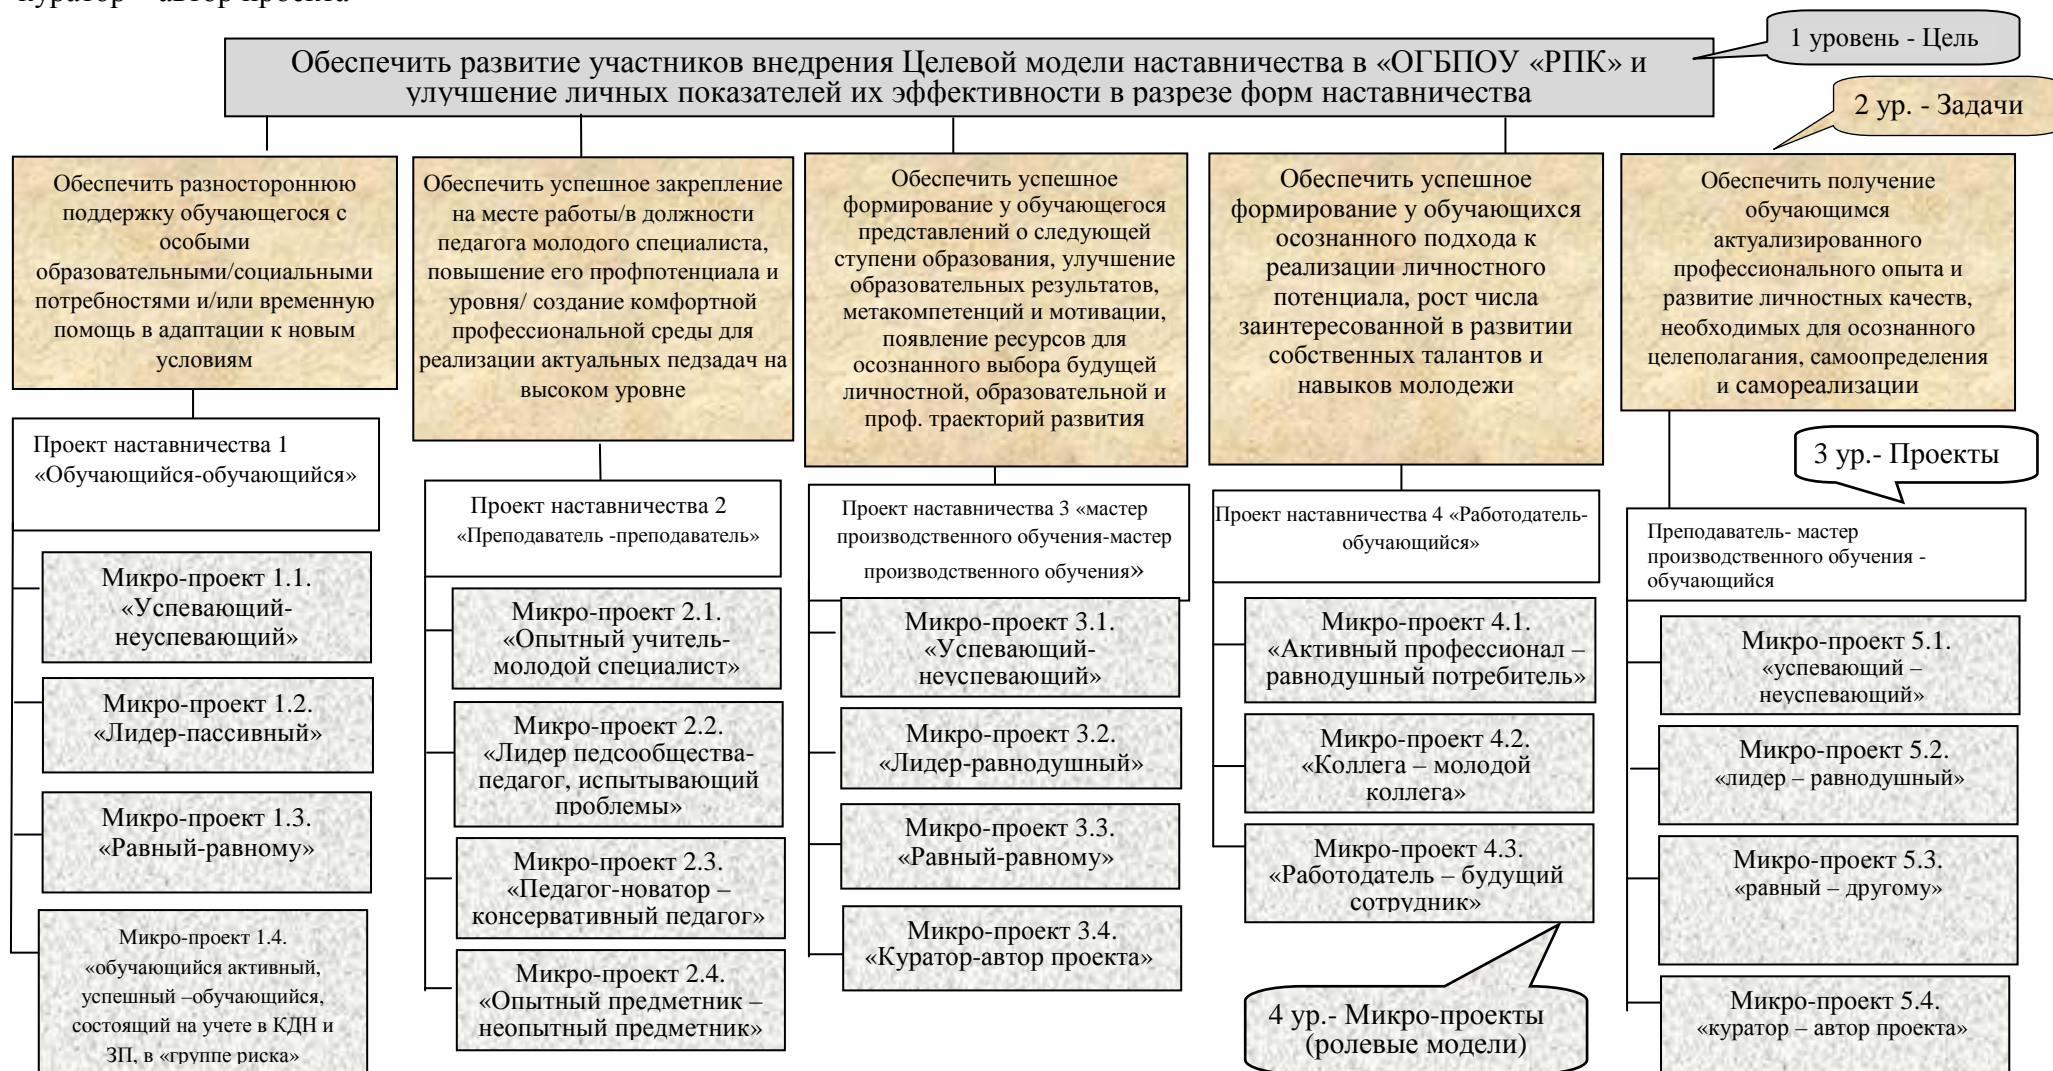 куратор – автор проекта
1 уровень - Цель
Обеспечить развитие участников внедрения Целевой модели наставничества в «ОГБПОУ «РПК» и
улучшение личных показателей их эффективности в разрезе форм наставничества
2 ур. - Задачи
Обеспечить разностороннюю
поддержку обучающегося с
особыми
образовательными/социальными
потребностями и/или временную
помощь в адаптации к новым
условиям
Обеспечить успешное закрепление
на месте работы/в должности
педагога молодого специалиста,
повышение его профпотенциала и
уровня/ создание комфортной
профессиональной среды для
реализации актуальных педзадач на
высоком уровне
Обеспечить успешное
формирование у обучающегося
представлений о следующей
ступени образования, улучшение
образовательных результатов,
метакомпетенций и мотивации,
появление ресурсов для
осознанного выбора будущей
личностной, образовательной и
проф. траекторий развития
Обеспечить успешное
формирование у обучающихся
осознанного подхода к
реализации личностного
потенциала, рост числа
заинтересованной в развитии
собственных талантов и
навыков молодежи
Обеспечить получение
обучающимся
актуализированного
профессионального опыта и
развитие личностных качеств,
необходимых для осознанного
целеполагания, самоопределения
и самореализации
3 ур.- Проекты
Проект наставничества 1
«Обучающийся-обучающийся»
Микро-проект 1.1.
«Успевающий-
неуспевающий»
Микро-проект 1.2.
«Лидер-пассивный»
Микро-проект 1.3.
«Равный-равному»
Микро-проект 1.4.
«обучающийся активный,
успешный –обучающийся,
состоящий на учете в КДН и
ЗП, в «группе риска»
Проект наставничества 2
«Преподаватель -преподаватель»
Микро-проект 2.1.
«Опытный учитель-
молодой специалист»
Микро-проект 2.2.
«Лидер педсообщества-
педагог, испытывающий
проблемы»
Микро-проект 2.3.
«Педагог-новатор –
консервативный педагог»
Микро-проект 2.4.
«Опытный предметник –
неопытный предметник»
Проект наставничества 3 «мастер
производственного обучения-мастер
производственного обучения»
Микро-проект 3.1.
«Успевающий-
неуспевающий»
Микро-проект 3.2.
«Лидер-равнодушный»
Микро-проект 3.3.
«Равный-равному»
Микро-проект 3.4.
«Куратор-автор проекта»
Проект наставничества 4 «Работодатель-
обучающийся»
Микро-проект 4.1.
«Активный профессионал –
равнодушный потребитель»
Микро-проект 4.2.
«Коллега – молодой
коллега»
Микро-проект 4.3.
«Работодатель – будущий
сотрудник»
4 ур.- Микро-проекты
(ролевые модели)
Преподаватель- мастер
производственного обучения -
обучающийся
Микро-проект 5.1.
«успевающий –
неуспевающий»
Микро-проект 5.2.
«лидер – равнодушный»
Микро-проект 5.3.
«равный – другому»
Микро-проект 5.4.
«куратор – автор проекта»